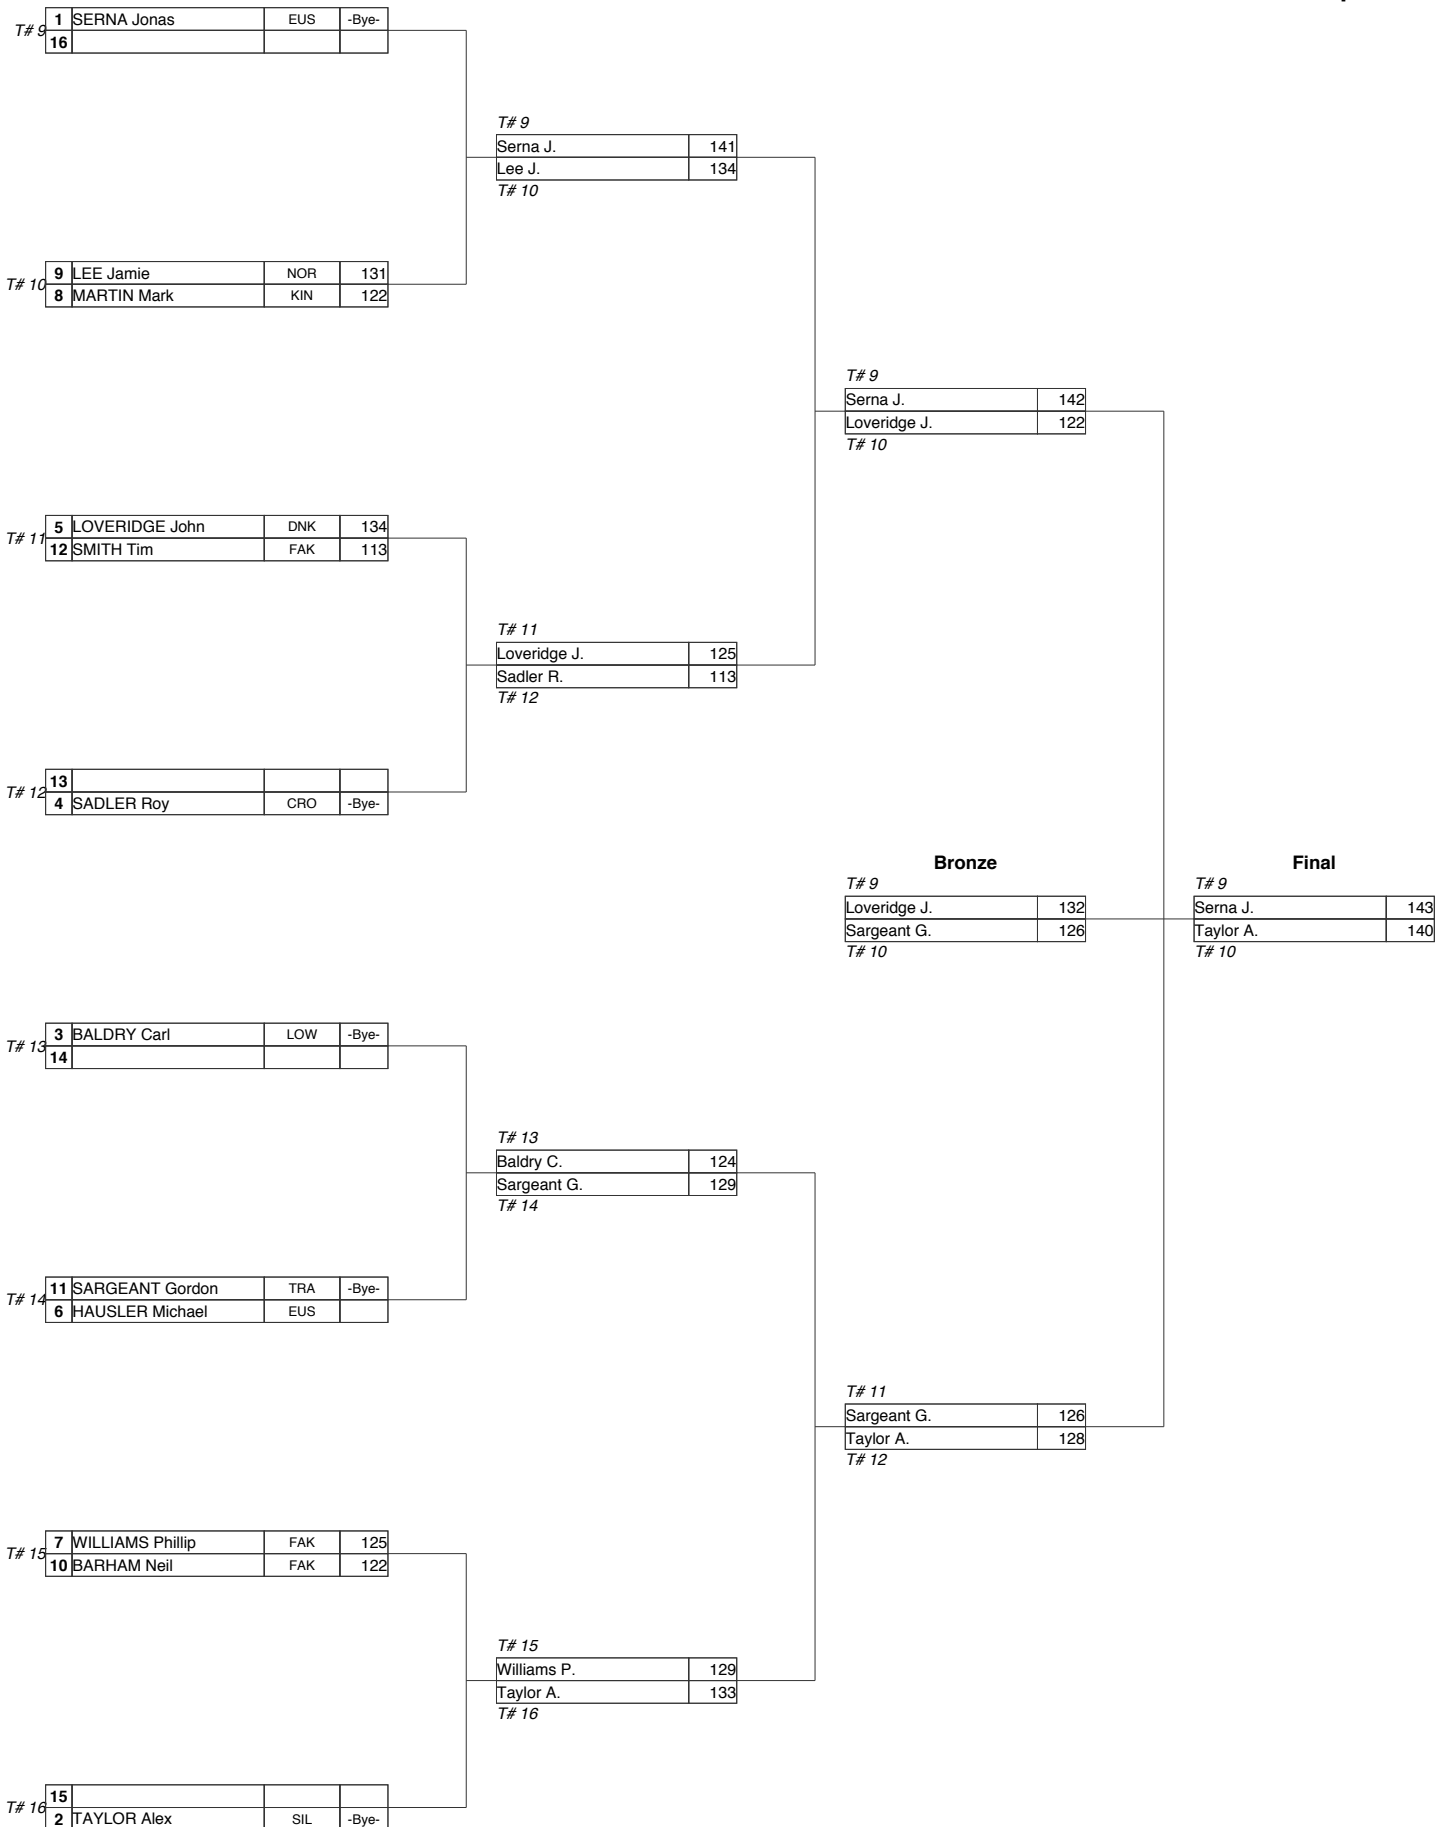 T# 9 1 SERNA Jonas EUS -Bye-
16
T# 9
Serna J. 141
Lee J. 134
T# 10
T# 10 9 LEE Jamie NOR 131
8 MARTIN Mark KIN 122
T# 9
Serna J. 142
Loveridge J. 122
T# 10
T# 11 5 LOVERIDGE John DNK 134
12 SMITH Tim FAK 113
T# 11
Loveridge J. 125
Sadler R. 113
T# 12
T# 12 13
4 SADLER Roy CRO -Bye-
Bronze Final
T# 9 T# 9
Loveridge J. 132 Serna J. 143
Sargeant G. 126 Taylor A. 140
T# 10 T# 10
T# 13 3 BALDRY Carl LOW -Bye-
14
T# 13
Baldry C. 124
Sargeant G. 129
T# 14
T# 14 11 SARGEANT Gordon TRA -Bye-
6 HAUSLER Michael EUS
T# 11
Sargeant G. 126
Taylor A. 128
T# 12
T# 15 7 WILLIAMS Phillip FAK 125
10 BARHAM Neil FAK 122
T# 15
Williams P. 129
Taylor A. 133
T# 16
T# 16 15
2 TAYLOR Alex SIL -Bye-